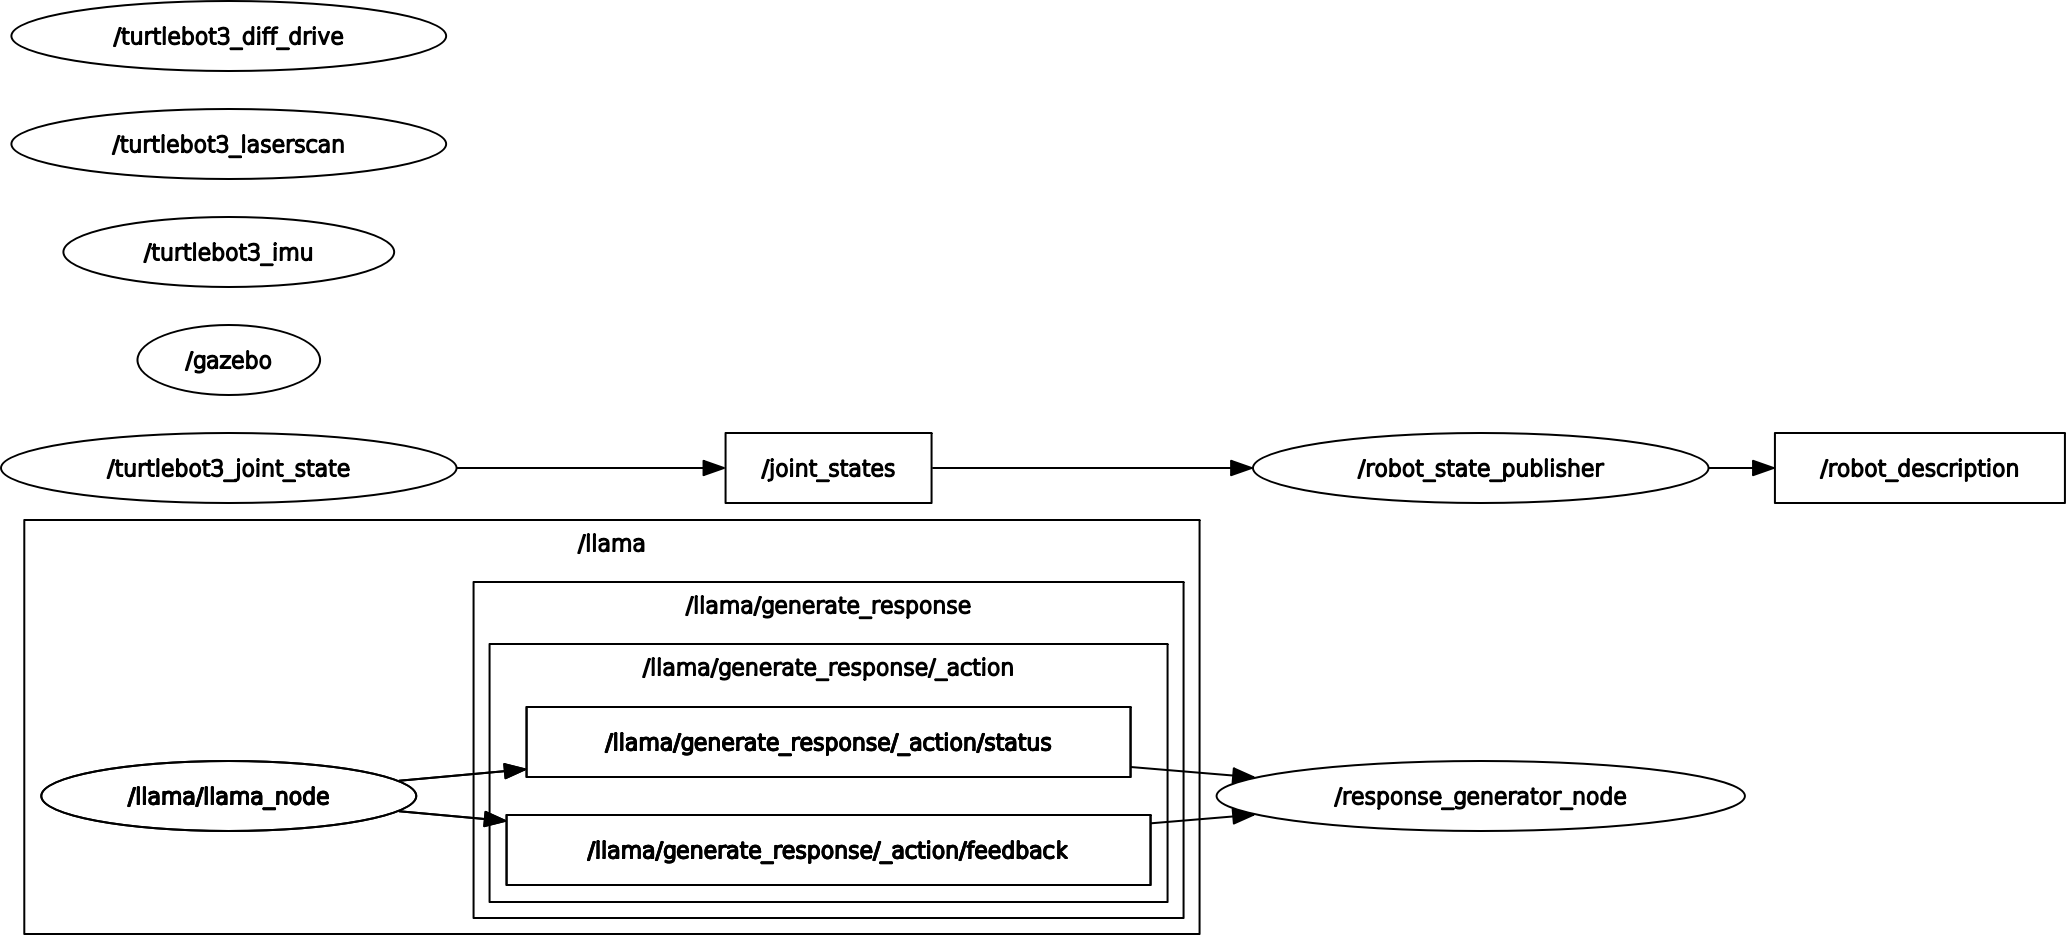 /turtlebot3_diff_drive
/turtlebot3_laserscan
/turtlebot3_imu
/gazebo
/turtlebot3_joint_state
/joint_states
/robot_state_publisher
/robot_description
/llama
/llama/generate_response
/llama/generate_response/_action
/llama/generate_response/_action/status
/llama/llama_node
/response_generator_node
/llama/generate_response/_action/feedback